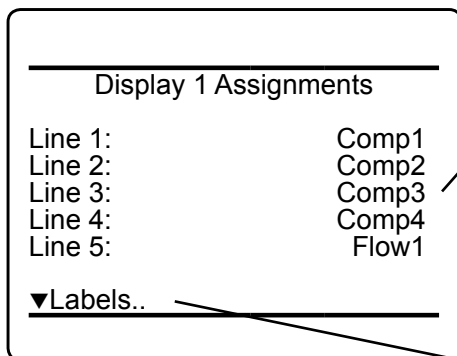 Display 1 Assignments
Line 1: Comp1
Line 2: Comp2
Line 3: Comp3
Line 4: Comp4
Line 5: Flow1
▼Labels..